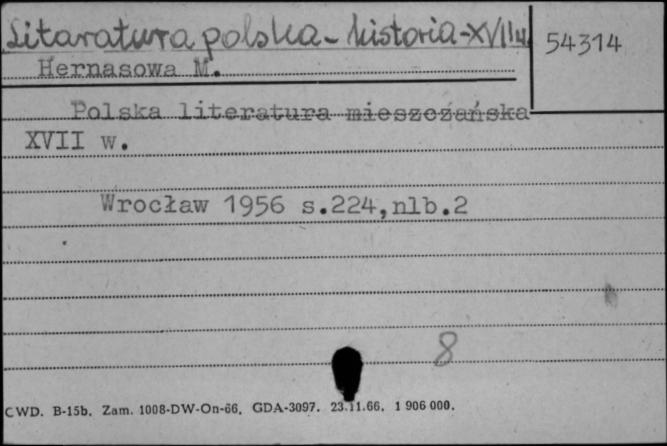 Litaratura polska - historia - XVII w.
54314
Hernasowa M.
Polska literatura mieszczańska
XVII w.
Wrocław 1956 s.224,nlb.2
8
CWD. B-15b. Zam. 1008-DW-On-66. GDA-3097. 23.11.66. 1 906 000.